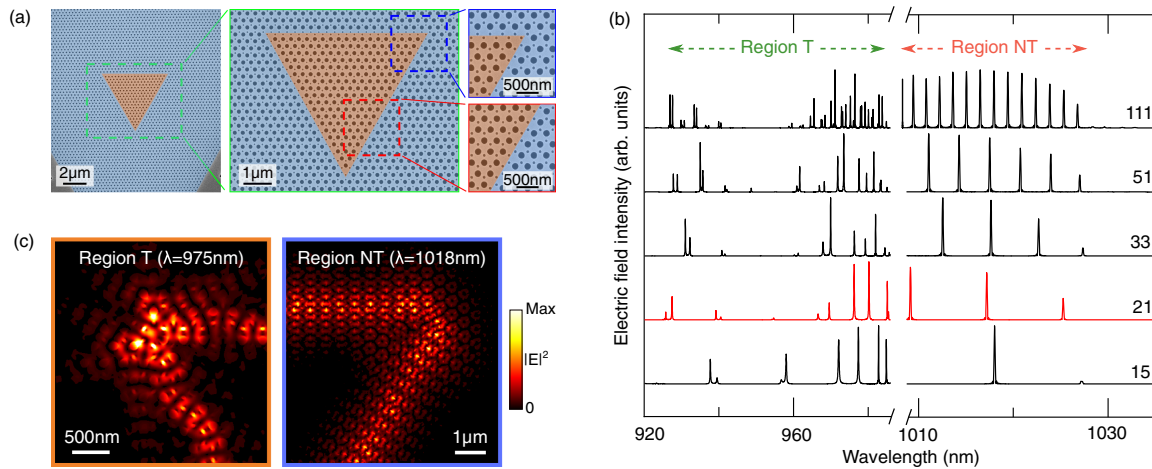 (a)
2μm
1μm
500nm
500nm
(b)
Region T
Region NT
Electric field intensity (arb. units)
111
51
33
21
15
920
960
1010
1030
Wavelength (nm)
(c)
Region T (λ=975nm)
500nm
Region NT (λ=1018nm)
1μm
Max
|E|²
0